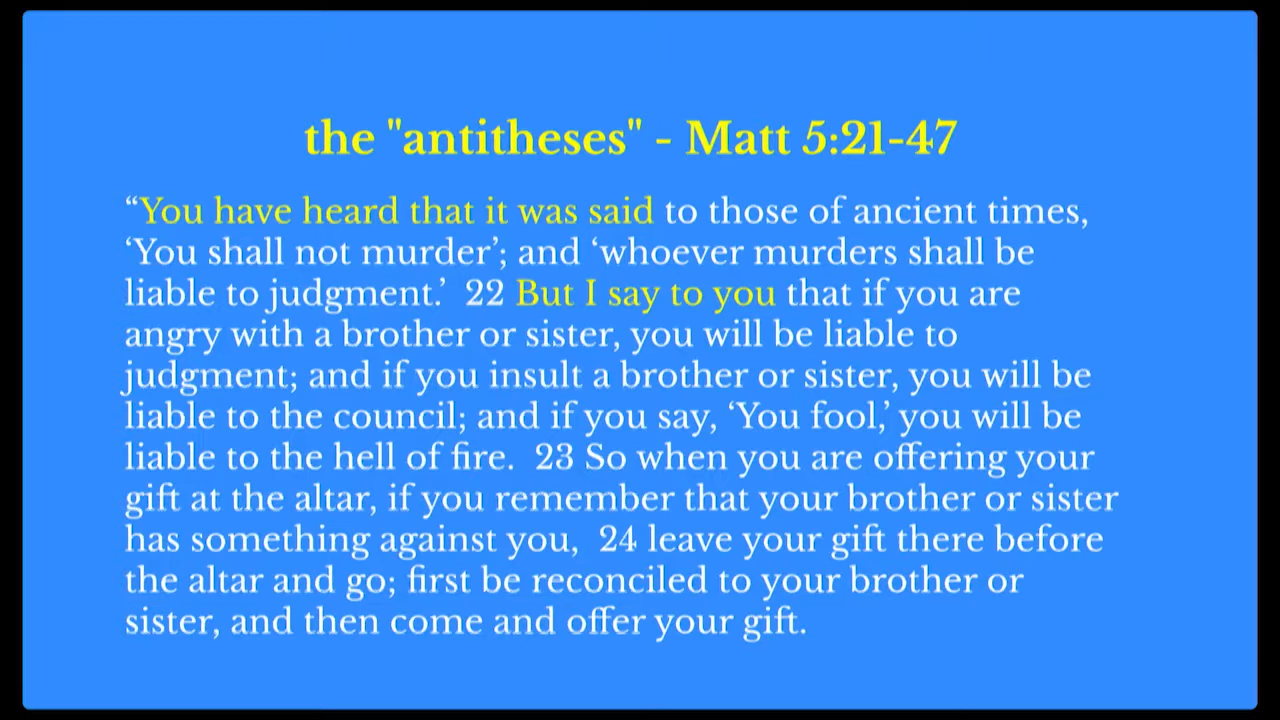 the "antitheses" - Matt 5:21-47
“You have heard that it was said to those of ancient times,
‘You shall not murder’; and ‘whoever murders shall be
liable to judgment.’  22 But I say to you that if you are
angry with a brother or sister, you will be liable to
judgment; and if you insult a brother or sister, you will be
liable to the council; and if you say, ‘You fool,’ you will be
liable to the hell of fire.  23 So when you are offering your
gift at the altar, if you remember that your brother or sister
has something against you,  24 leave your gift there before
the altar and go; first be reconciled to your brother or
sister, and then come and offer your gift.